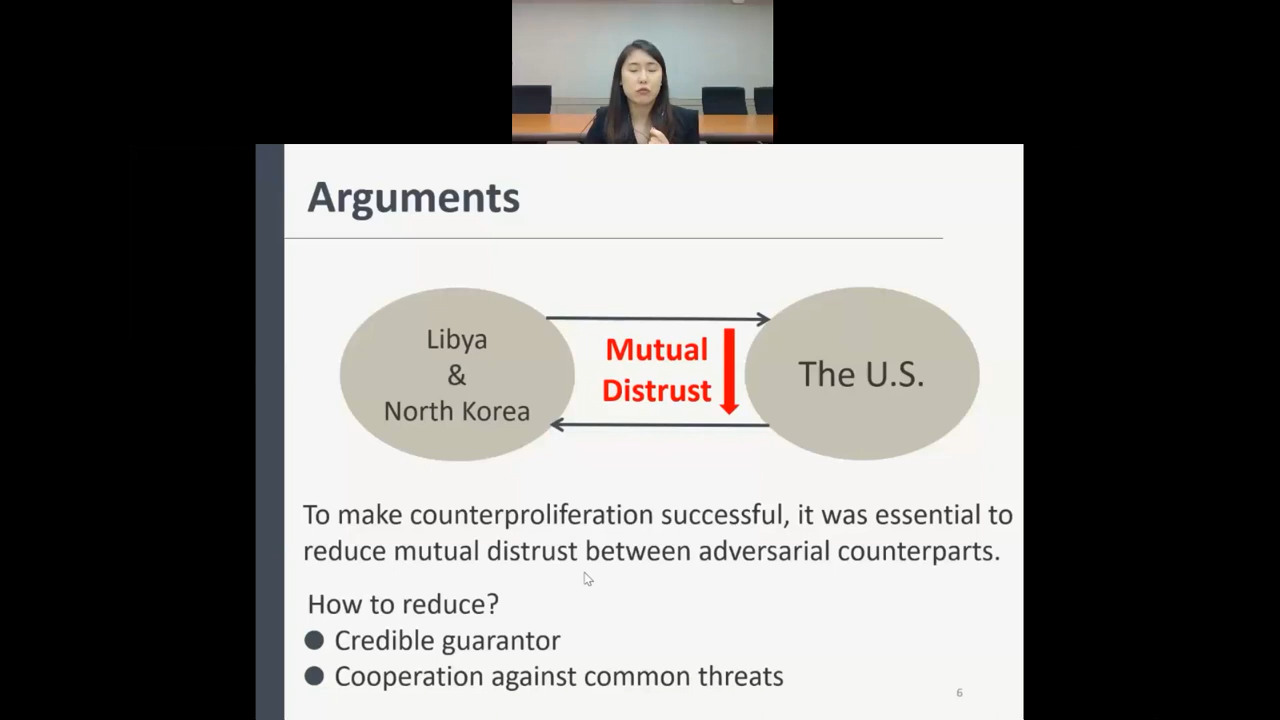 Arguments
Libya
&
North Korea
Mutual
Distrust
The U.S.
To make counterproliferation successful, it was essential to
reduce mutual distrust between adversarial counterparts.
How to reduce?
● Credible guarantor
● Cooperation against common threats
6